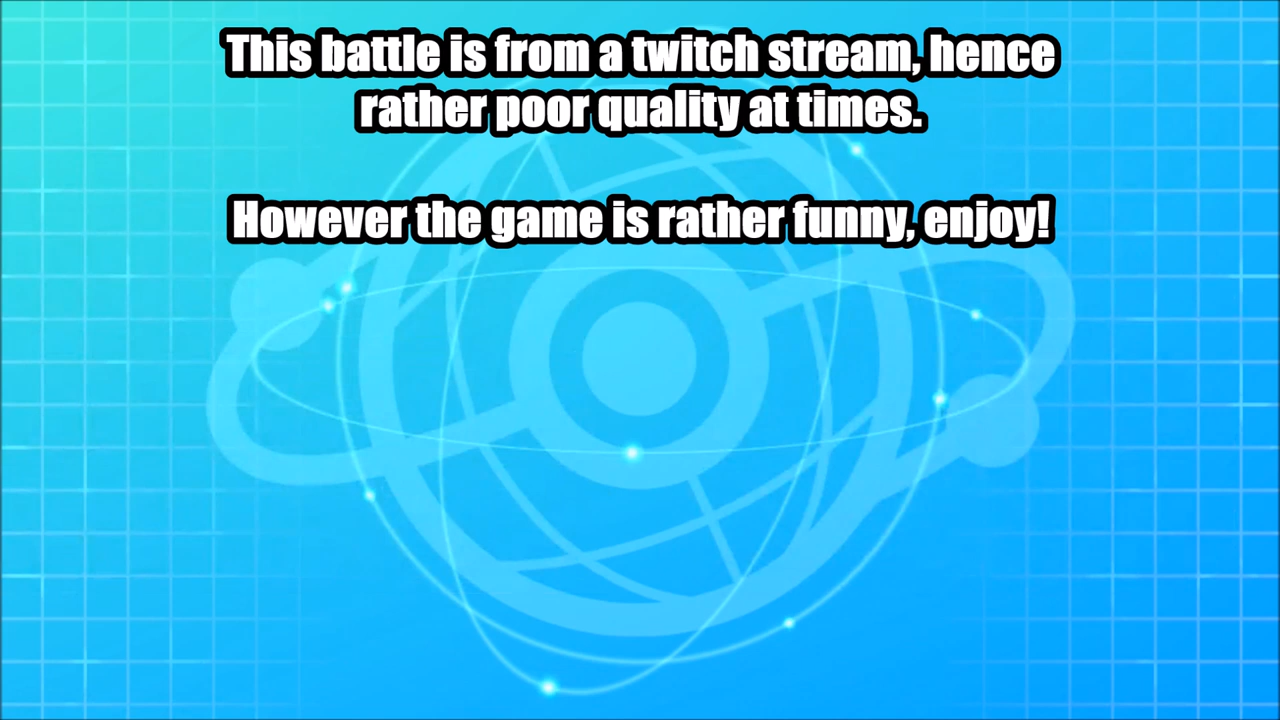 This battle is from a twitch stream, hence
rather poor quality at times.
However the game is rather funny, enjoy!